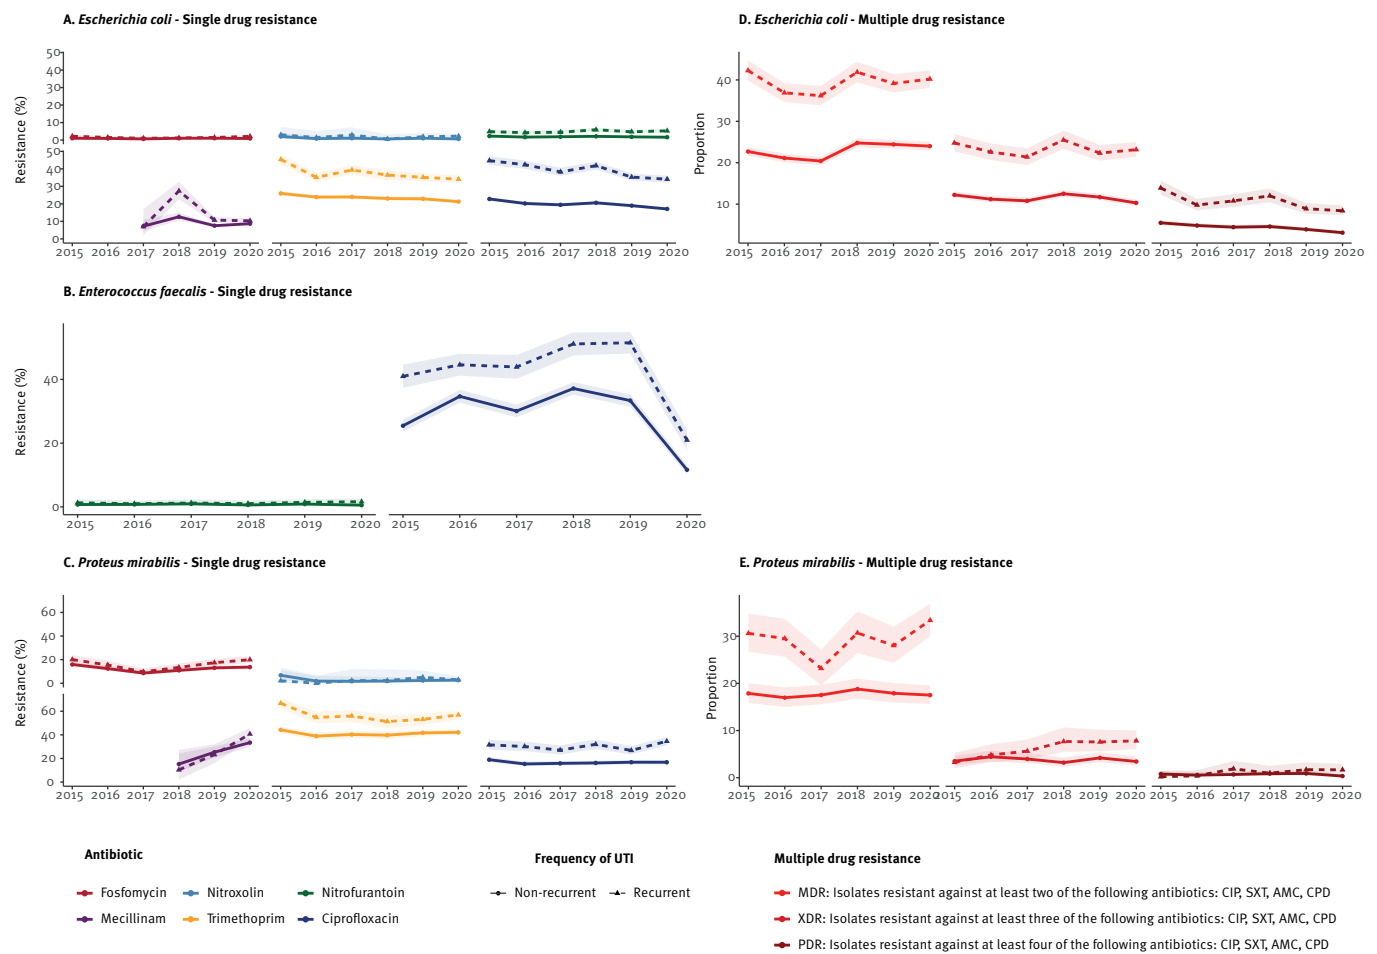 A. Escherichia coli - Single drug resistance
Resistance (%)
50
40
30
20
10
0
50
40
30
20
10
0
2015 2016 2017 2018 2019 2020
2015 2016 2017 2018 2019 2020
2015 2016 2017 2018 2019 2020
D. Escherichia coli - Multiple drug resistance
Proportion
40
30
20
10
2015 2016 2017 2018 2019 2020
2015 2016 2017 2018 2019 2020
2015 2016 2017 2018 2019 2020
B. Enterococcus faecalis - Single drug resistance
Resistance (%)
40
20
0
2015 2016 2017 2018 2019 2020
2015 2016 2017 2018 2019 2020
C. Proteus mirabilis - Single drug resistance
Resistance (%)
60
40
20
0
60
40
20
0
2015 2016 2017 2018 2019 2020
2015 2016 2017 2018 2019 2020
2015 2016 2017 2018 2019 2020
E. Proteus mirabilis - Multiple drug resistance
Proportion
30
20
10
0
2015 2016 2017 2018 2019 2020
2015 2016 2017 2018 2019 2020
2015 2016 2017 2018 2019 2020
Antibiotic
Fosfomycin Nitroxolin Nitrofurantoin
Mecillinam Trimethoprim Ciprofloxacin
Frequency of UTI
Non-recurrent Recurrent
Multiple drug resistance
MDR: Isolates resistant against at least two of the following antibiotics: CIP, SXT, AMC, CPD
XDR: Isolates resistant against at least three of the following antibiotics: CIP, SXT, AMC, CPD
PDR: Isolates resistant against at least four of the following antibiotics: CIP, SXT, AMC, CPD